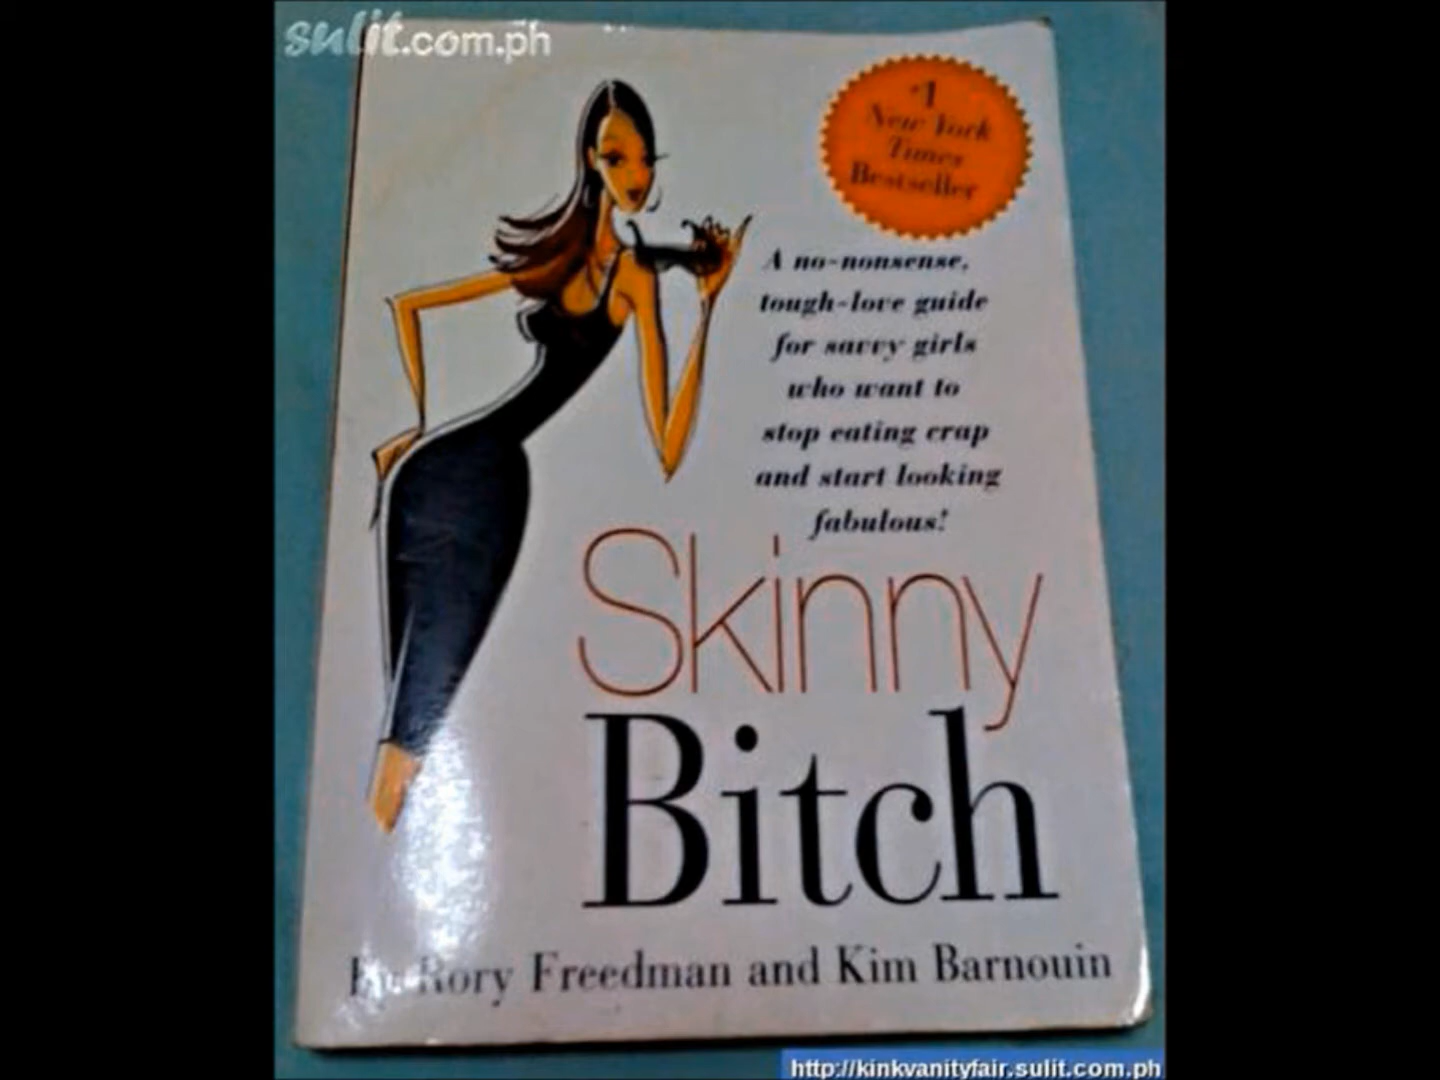 sulit.com.ph
#1
New York
Times
Bestseller
A no-nonsense,
tough-love guide
for savvy girls
who want to
stop eating crap
and start looking
fabulous!
Skinny
Bitch
By Rory Freedman and Kim Barnouin
http://kinkvanityfair.sulit.com.ph